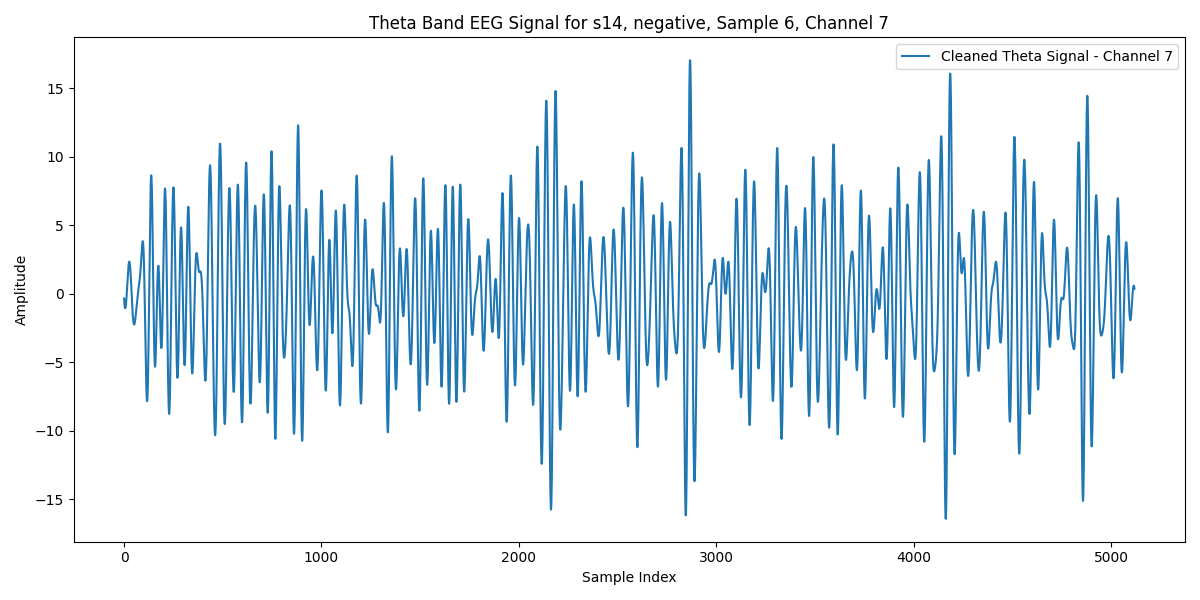 Theta Band EEG Signal for s14, negative, Sample 6, Channel 7
Cleaned Theta Signal - Channel 7
Amplitude
15
10
5
0
−5
−10
−15
0 1000 2000 3000 4000 5000
Sample Index